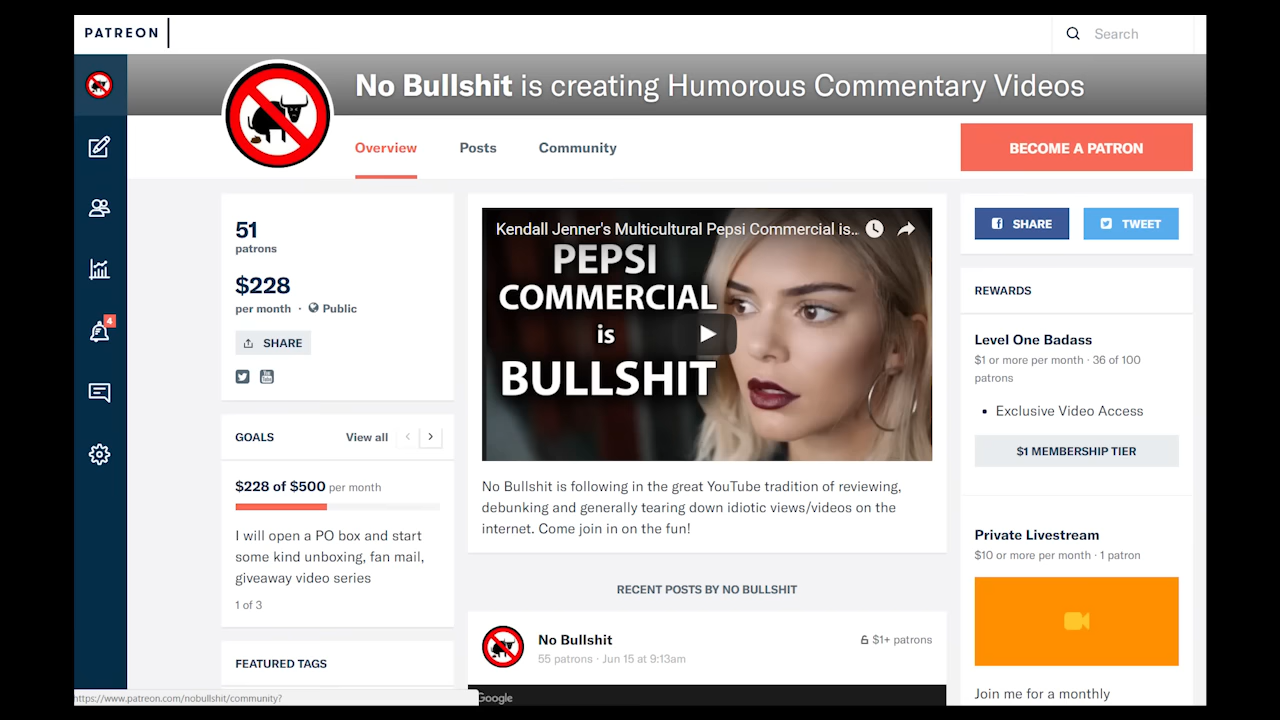 PATREON
Search
No Bullshit is creating Humorous Commentary Videos
Overview Posts Community
BECOME A PATRON
51
patrons
$228
per month · Public
SHARE
GOALS View all
$228 of $500 per month
I will open a PO box and start
some kind unboxing, fan mail,
giveaway video series
1 of 3
FEATURED TAGS
Kendall Jenner's Multicultural Pepsi Commercial is...
PEPSI
COMMERCIAL
is
BULLSHIT
No Bullshit is following in the great YouTube tradition of reviewing,
debunking and generally tearing down idiotic views/videos on the
internet. Come join in on the fun!
RECENT POSTS BY NO BULLSHIT
No Bullshit
$1+ patrons
55 patrons · Jun 15 at 9:13am
Google
SHARE TWEET
REWARDS
Level One Badass
$1 or more per month · 36 of 100
patrons
• Exclusive Video Access
$1 MEMBERSHIP TIER
Private Livestream
$10 or more per month · 1 patron
Join me for a monthly
4
https://www.patreon.com/nobullshit/community?